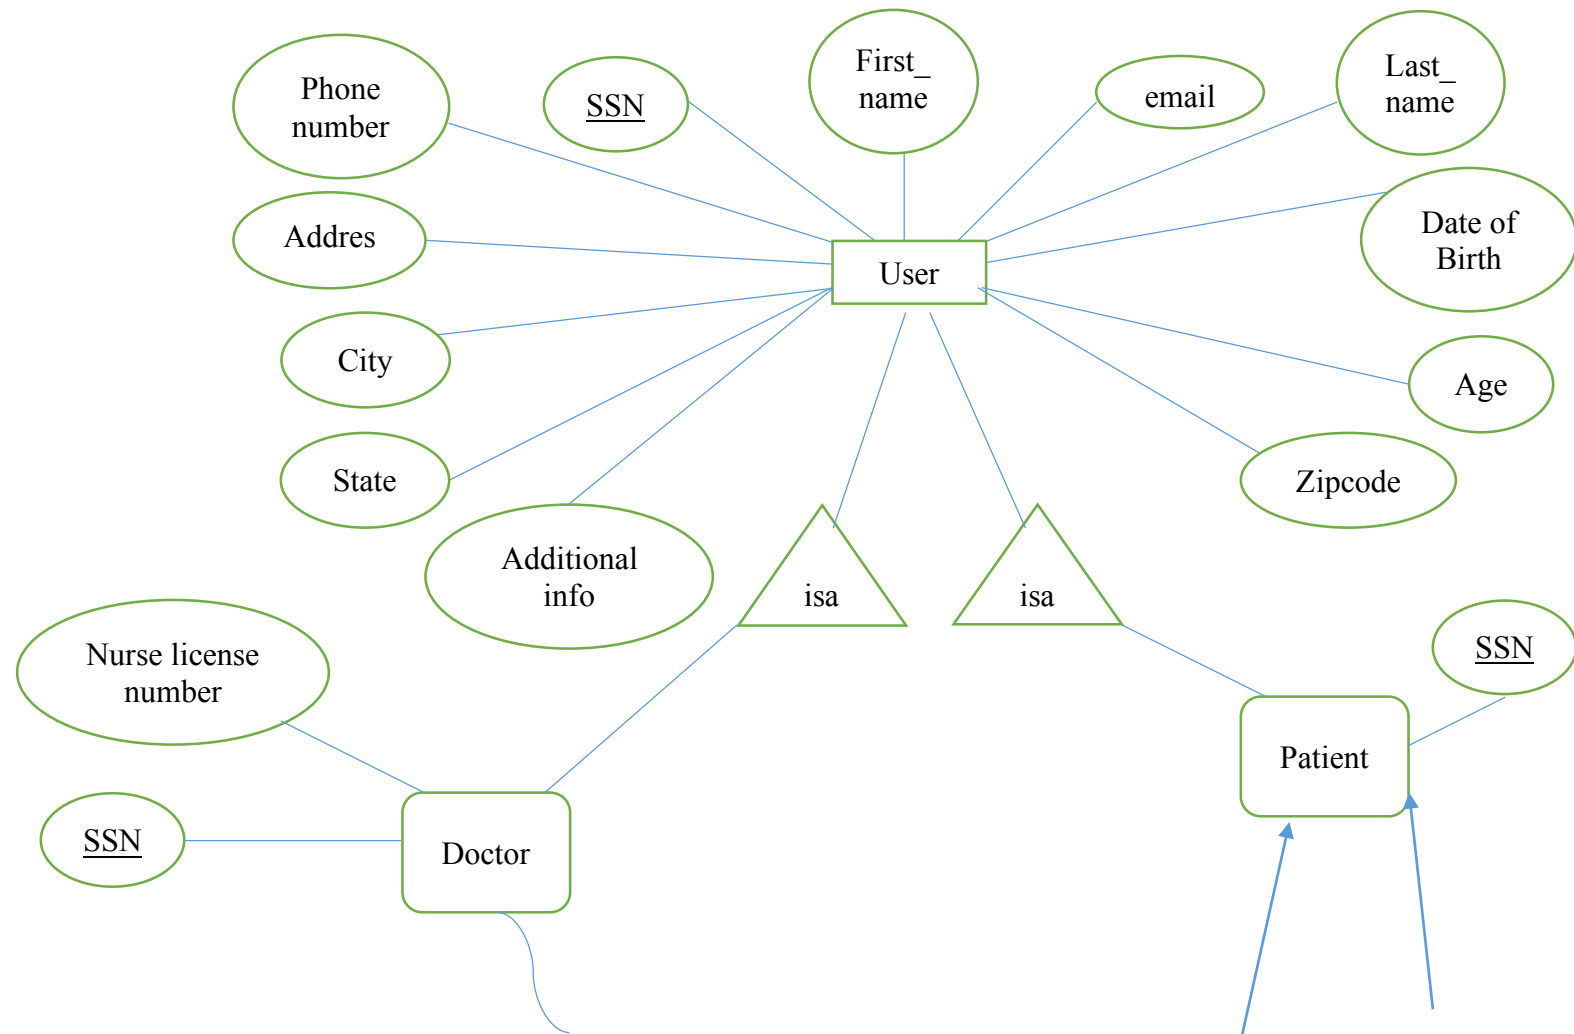 Phone
number
SSN
First_
name
email
Last_
name
Addres
User
Date of
Birth
City
Age
State
Zipcode
Additional
info
isa
isa
Nurse license
number
SSN
Patient
SSN
Doctor